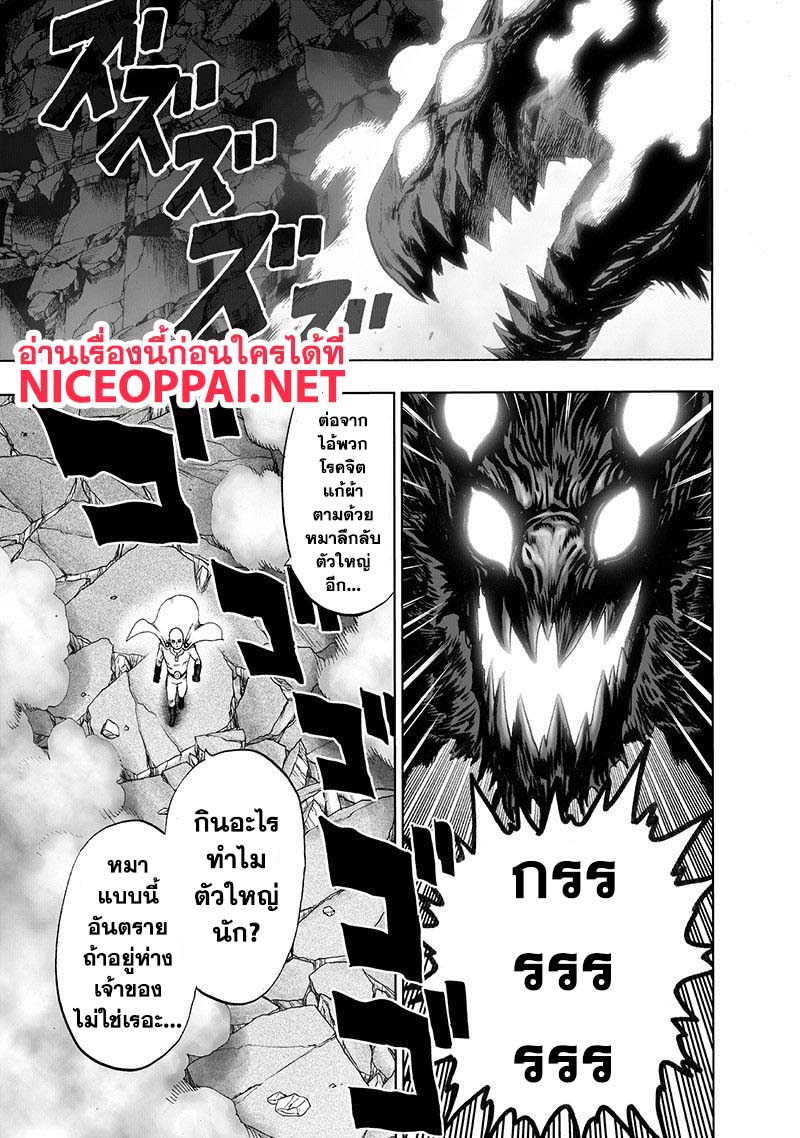 ズズズズズ
อ่านเรื่องนี้ก่อนใครได้ที่
NICEOPPAI.NET
กรร
รรร
รรร
ต่อจาก
ไอ้พวก
โรคจิต
แก้ผ้า
ตามด้วย
หมาลึกลับ
ตัวใหญ่
อีก...
ゴゴゴゴゴ
กินอะไร
ทำไม
ตัวใหญ่
นัก?
หมา
แบบนี้
อันตราย
ถ้าอยู่ห่าง
เจ้าของ
ไม่ใช่เรอะ...